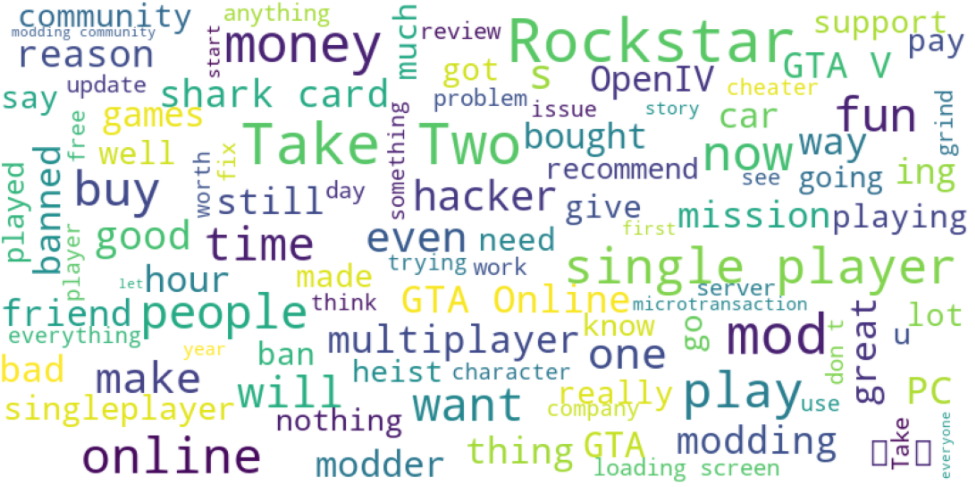 community
anything
modding community
reason
start
money
much
review
Rockstar
support
pay
GTA V
say
update
shark card
got
s
OpenIV
cheater
problem
issue
story
car
fun
grind
games
free
well
fix
Take Two
something
bought
now
way
ing
played
banned
buy
worth
still
day
hacker
recommend
see
going
give
mission
playing
player
good
time
even
need
first
trying
work
single player
let
hour
made
think
GTA Online
server
microtransaction
friend
people
everything
multiplayer
know
go
mod
don t
great
u
lot
year
ban
one
bad
make
will
heist
character
really
play
use
PC
singleplayer
nothing
want
company
online
modder
thing
GTA
modding
loading screen
□ Take □
everyone